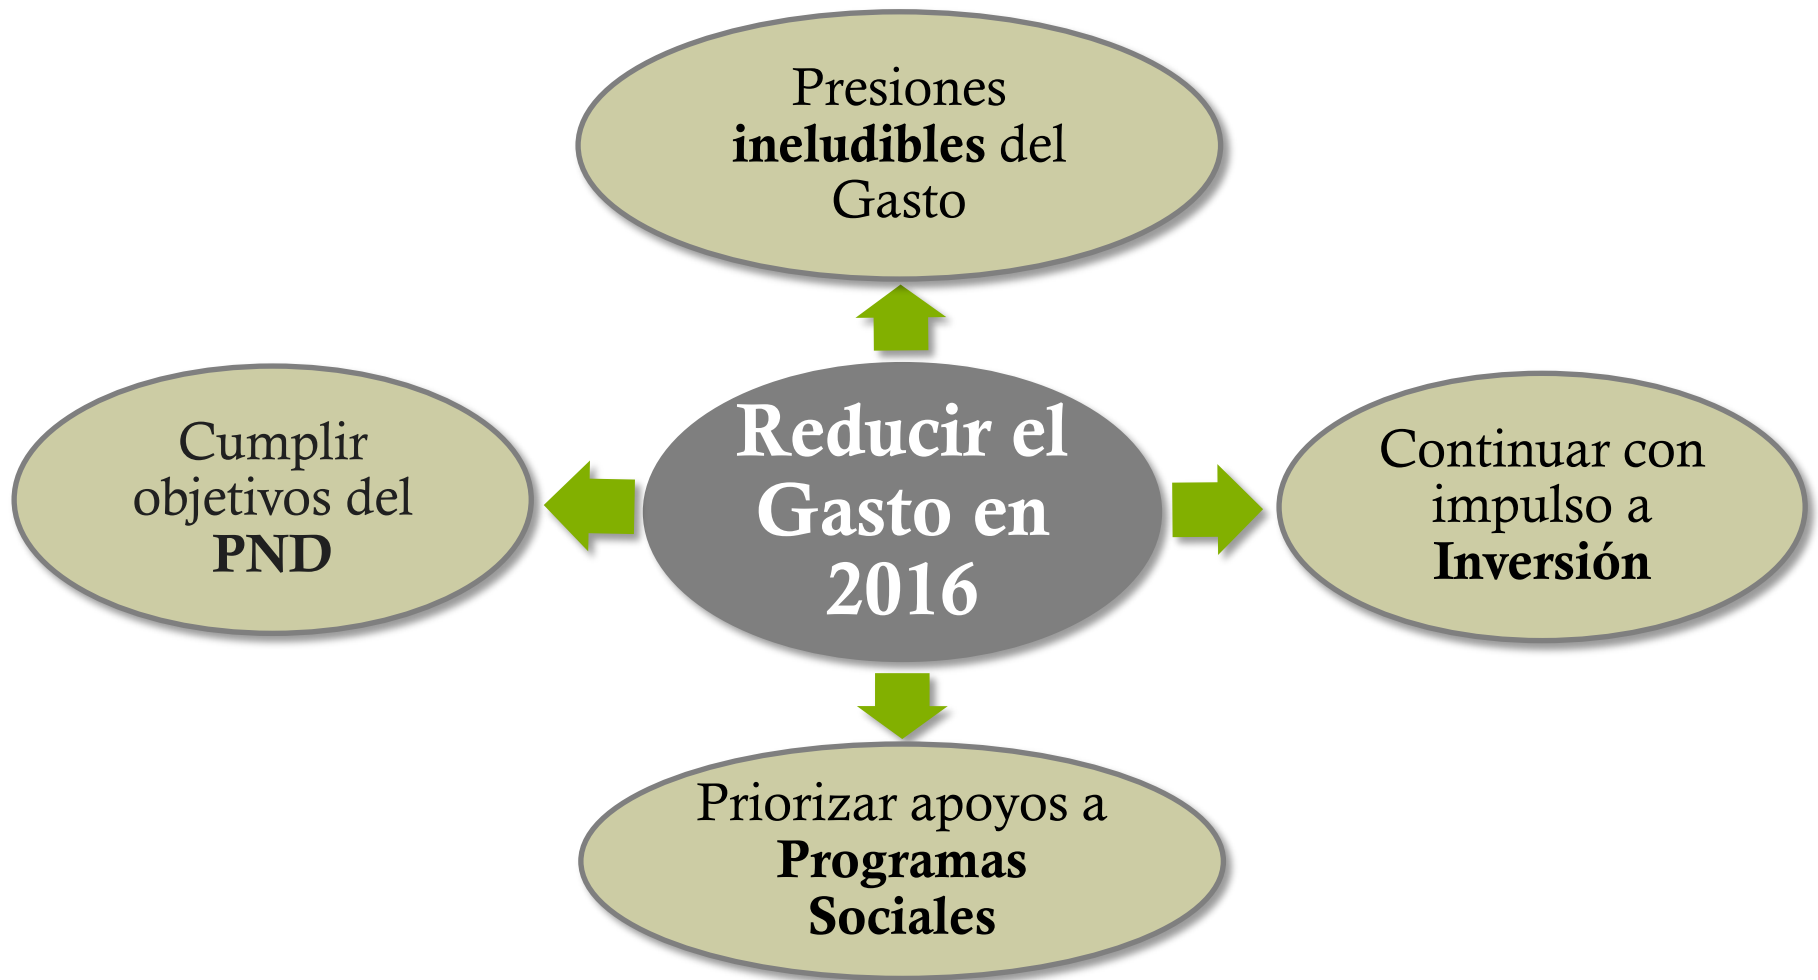 Presiones
ineludibles del
Gasto
Cumplir
objetivos del
PND
Reducir el
Gasto en
2016
Continuar con
impulso a
Inversión
Priorizar apoyos a
Programas
Sociales